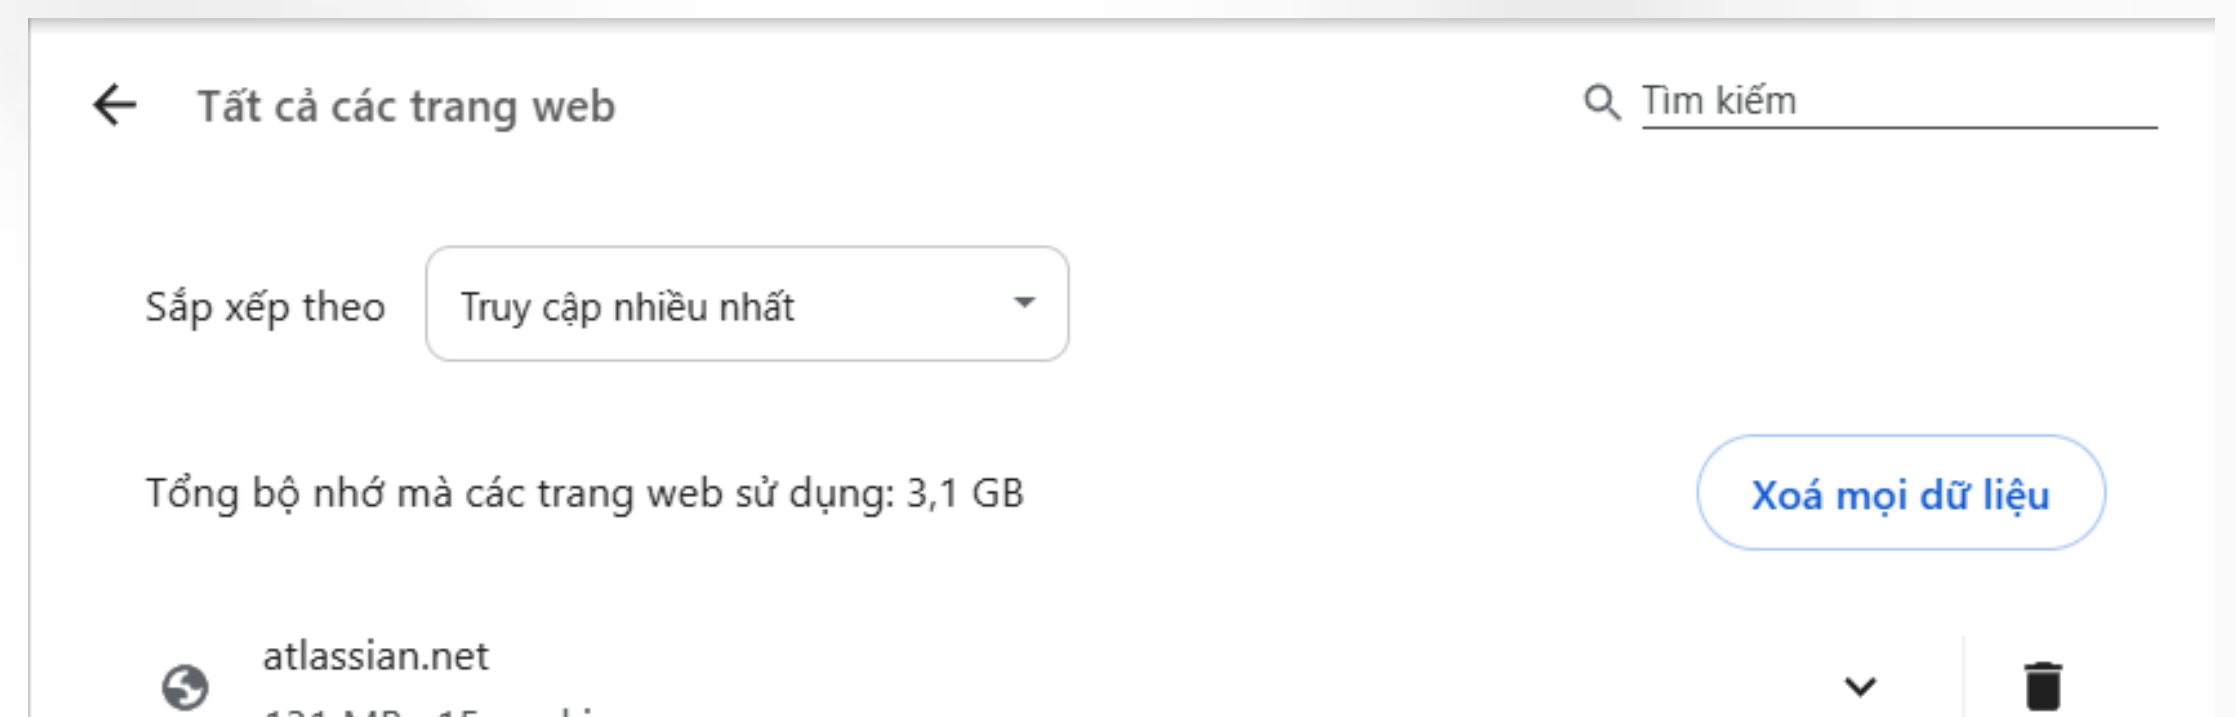 Tất cả các trang web
Tìm kiếm
Sắp xếp theo
Truy cập nhiều nhất
Tổng bộ nhớ mà các trang web sử dụng: 3,1 GB
Xoá mọi dữ liệu
atlassian.net